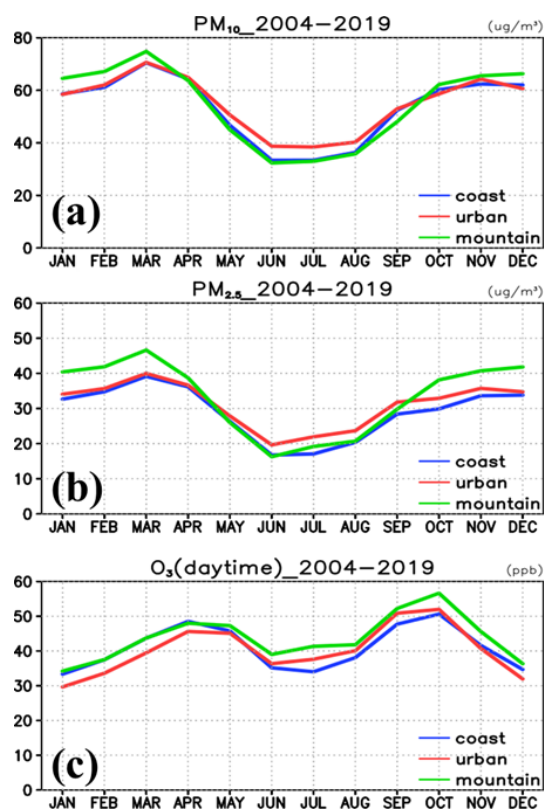 PM₁₀_2004–2019 (ug/m³)
80
60
40
20
0
(a)
coast
urban
mountain
JAN FEB MAR APR MAY JUN JUL AUG SEP OCT NOV DEC
PM₂.₅_2004–2019 (ug/m³)
60
50
40
30
20
10
0
(b)
coast
urban
mountain
JAN FEB MAR APR MAY JUN JUL AUG SEP OCT NOV DEC
O₃(daytime)_2004–2019 (ppb)
60
50
40
30
20
10
0
(c)
coast
urban
mountain
JAN FEB MAR APR MAY JUN JUL AUG SEP OCT NOV DEC